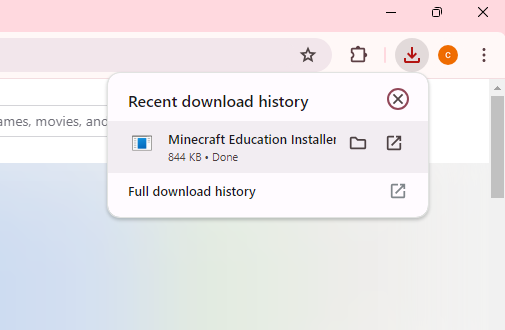 c
Recent download history
ames, movies, and
Minecraft Education Installer
844 KB • Done
Full download history